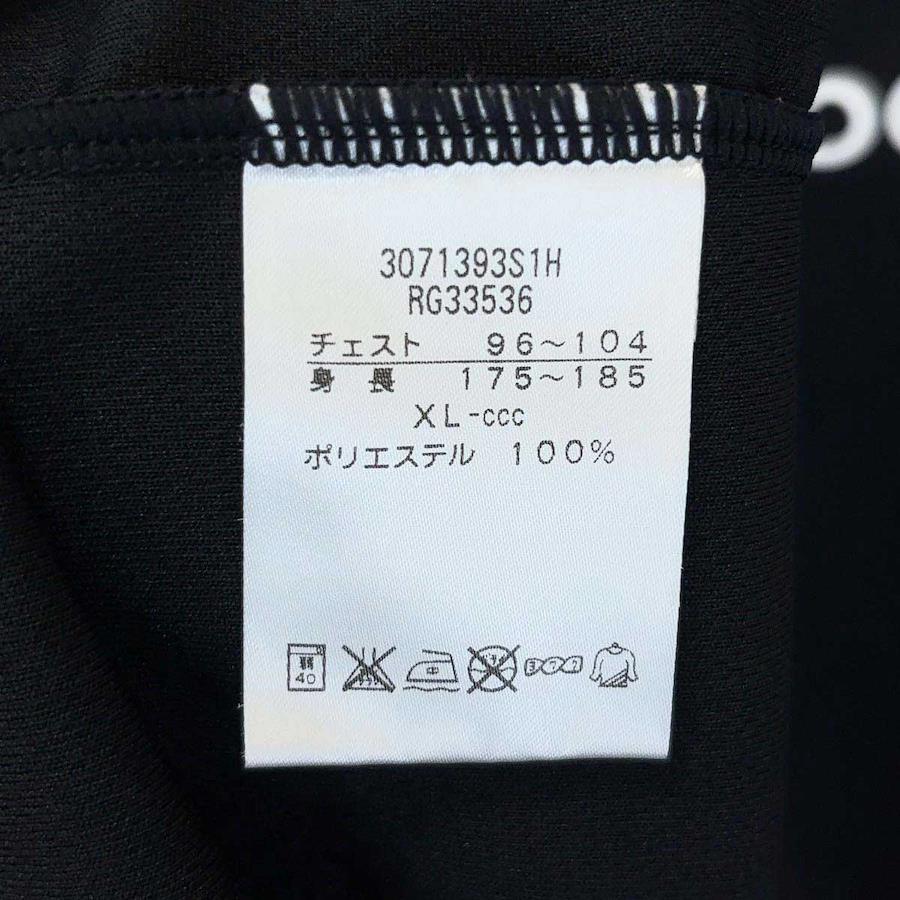 3071393S1H
RG33536
チェスト 96~104
身長 175~185
XL-ccc
ポリエステル 100%
40